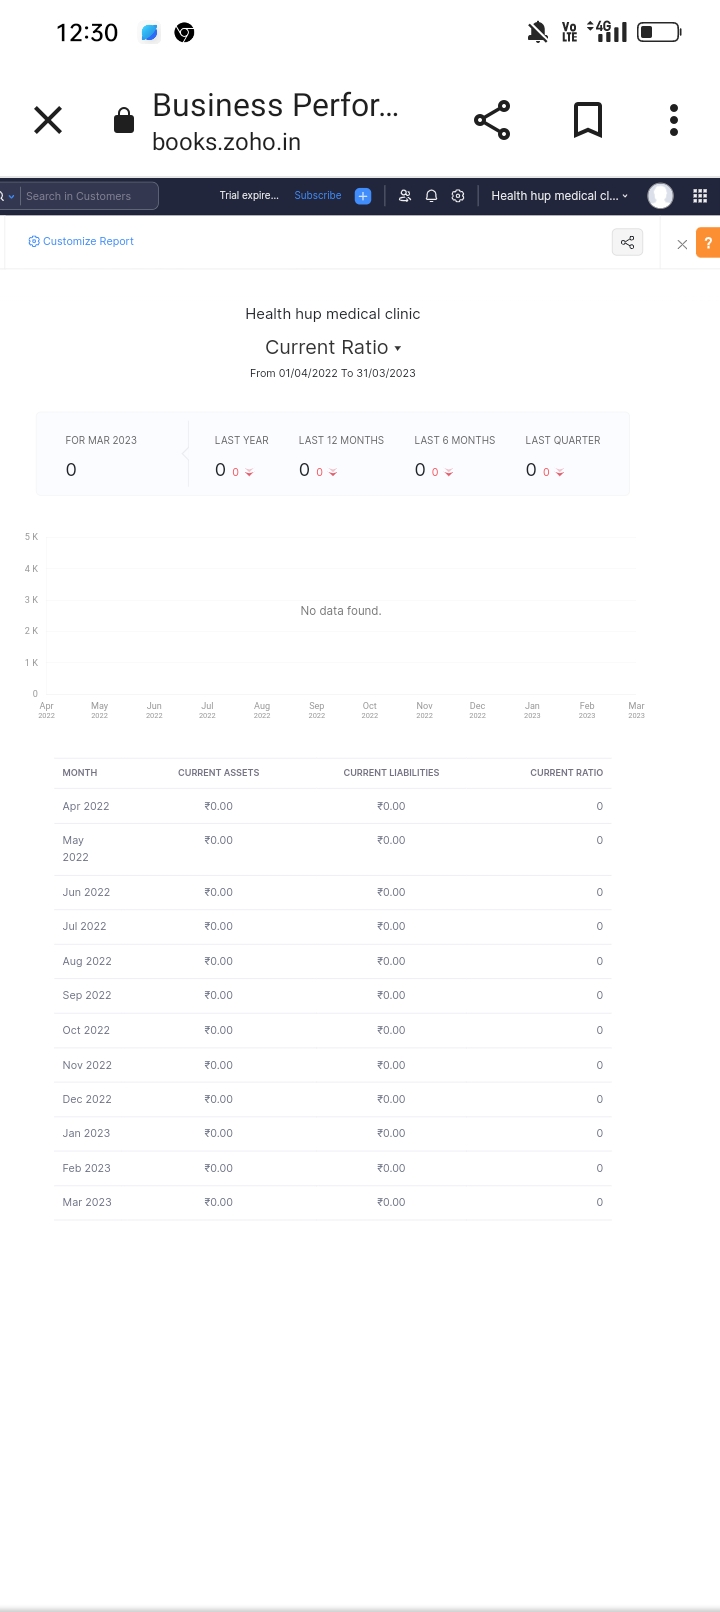 12:30
Vo
LTE
4G
Business Perfor...
books.zoho.in
Search in Customers
Trial expire...
Subscribe
Health hup medical cl...
Customize Report
?
Health hup medical clinic
Current Ratio
From 01/04/2022 To 31/03/2023
FOR MAR 2023
LAST YEAR
LAST 12 MONTHS
LAST 6 MONTHS
LAST QUARTER
0
0 0
0 0
0 0
0 0
5 K
4 K
3 K
No data found.
2 K
1 K
0
Apr 2022
May 2022
Jun 2022
Jul 2022
Aug 2022
Sep 2022
Oct 2022
Nov 2022
Dec 2022
Jan 2023
Feb 2023
Mar 2023
MONTH CURRENT ASSETS CURRENT LIABILITIES CURRENT RATIO
Apr 2022 ₹0.00 ₹0.00 0
May ₹0.00 ₹0.00 0
2022
Jun 2022 ₹0.00 ₹0.00 0
Jul 2022 ₹0.00 ₹0.00 0
Aug 2022 ₹0.00 ₹0.00 0
Sep 2022 ₹0.00 ₹0.00 0
Oct 2022 ₹0.00 ₹0.00 0
Nov 2022 ₹0.00 ₹0.00 0
Dec 2022 ₹0.00 ₹0.00 0
Jan 2023 ₹0.00 ₹0.00 0
Feb 2023 ₹0.00 ₹0.00 0
Mar 2023 ₹0.00 ₹0.00 0